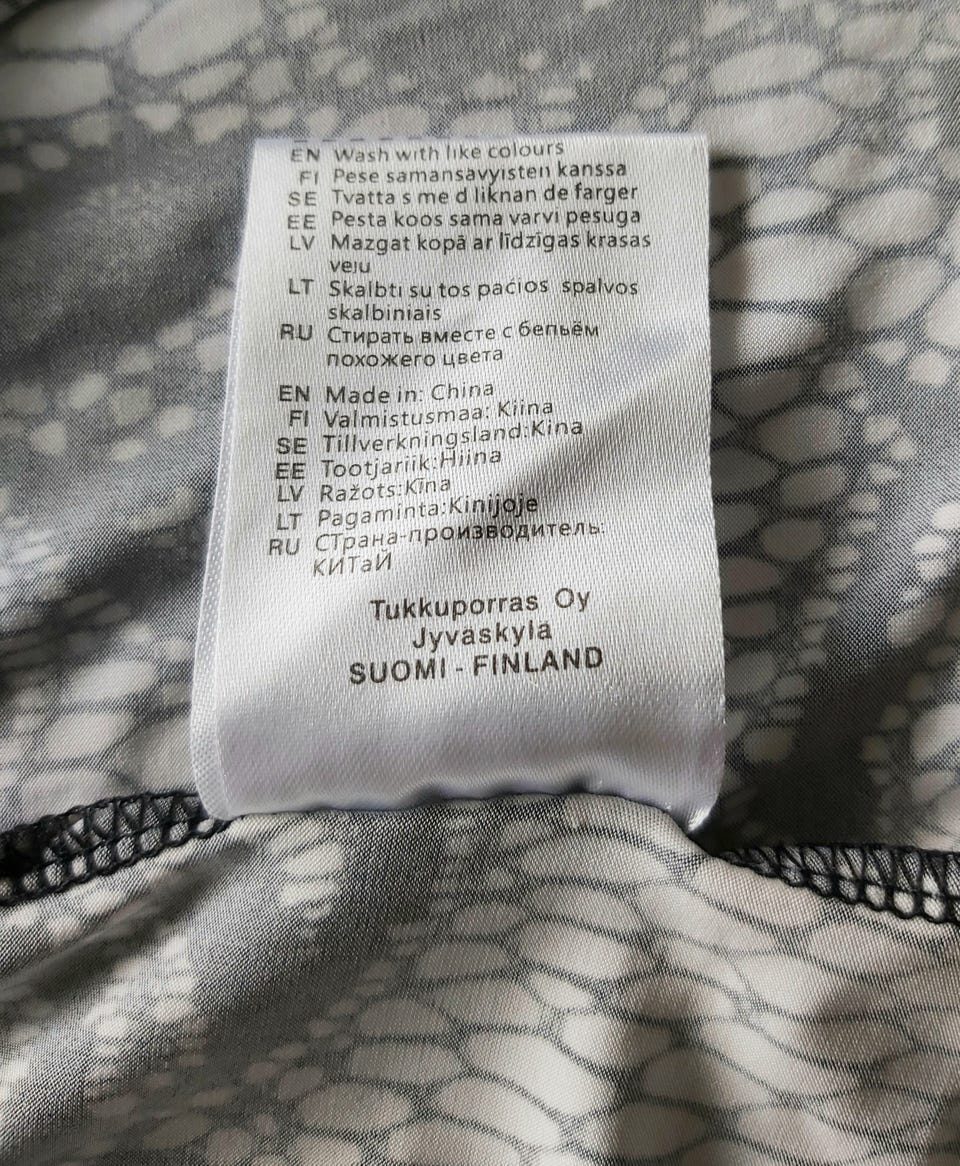 EN Wash with like colours
FI Pese samansavyisten kanssa
SE Tvatta s me d liknan de farger
EE Pesta koos sama varvi pesuga
LV Mazgat kopā ar līdzīgas krasas
veju
LT Skalbti su tos pacios spalvos
skalbiniais
RU Стирать вместе с бельём
похожего цвета
EN Made in: China
FI Valmistusmaa: Kiina
SE Tillverkningsland:Kina
EE Tootjariik:Hiina
LV Ražots:Kīna
LT Pagaminta:Kinijoje
RU СТрана-производитель:
КИТаЙ
Tukkuporras Oy
Jyvaskyla
SUOMI - FINLAND